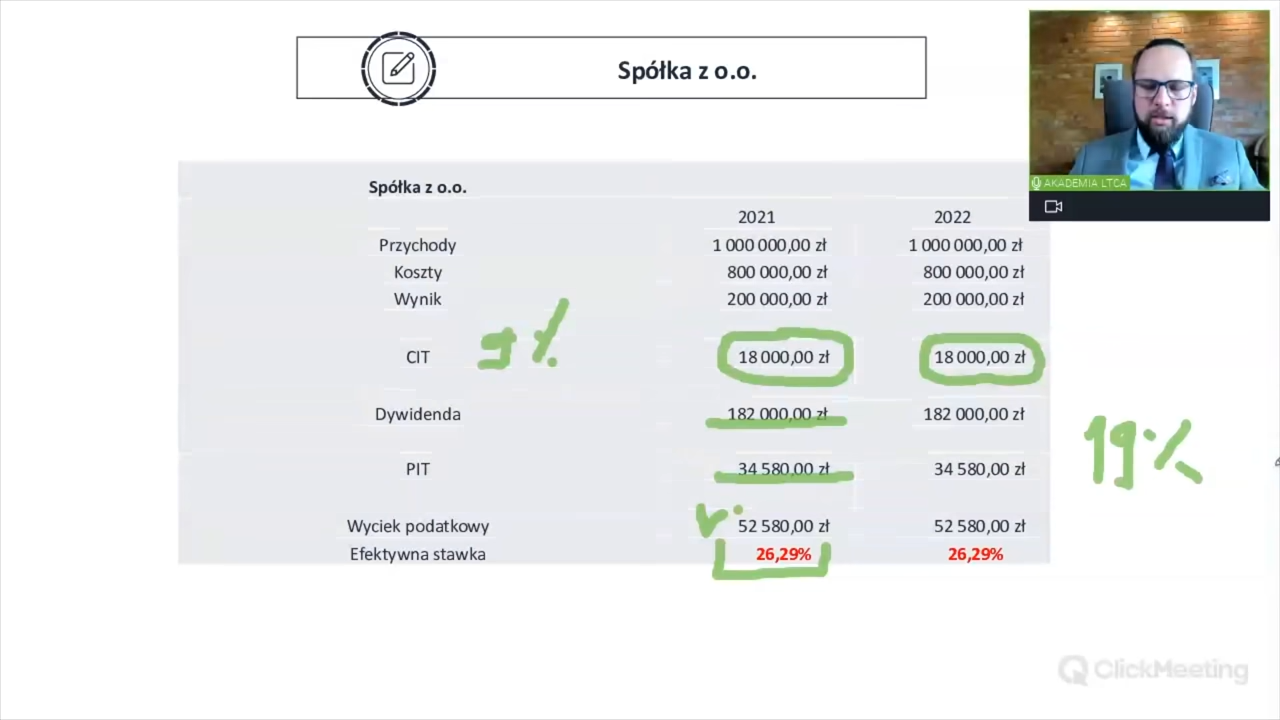 Spółka z o.o.
AKADEMIA LTCA
Spółka z o.o.
2021 2022
Przychody 1 000 000,00 zł 1 000 000,00 zł
Koszty 800 000,00 zł 800 000,00 zł
Wynik 200 000,00 zł 200 000,00 zł
CIT 9% 18 000,00 zł 18 000,00 zł
Dywidenda 182 000,00 zł 182 000,00 zł
PIT 34 580,00 zł 34 580,00 zł 19%
Wyciek podatkowy 52 580,00 zł 52 580,00 zł
Efektywna stawka 26,29% 26,29%
ClickMeeting